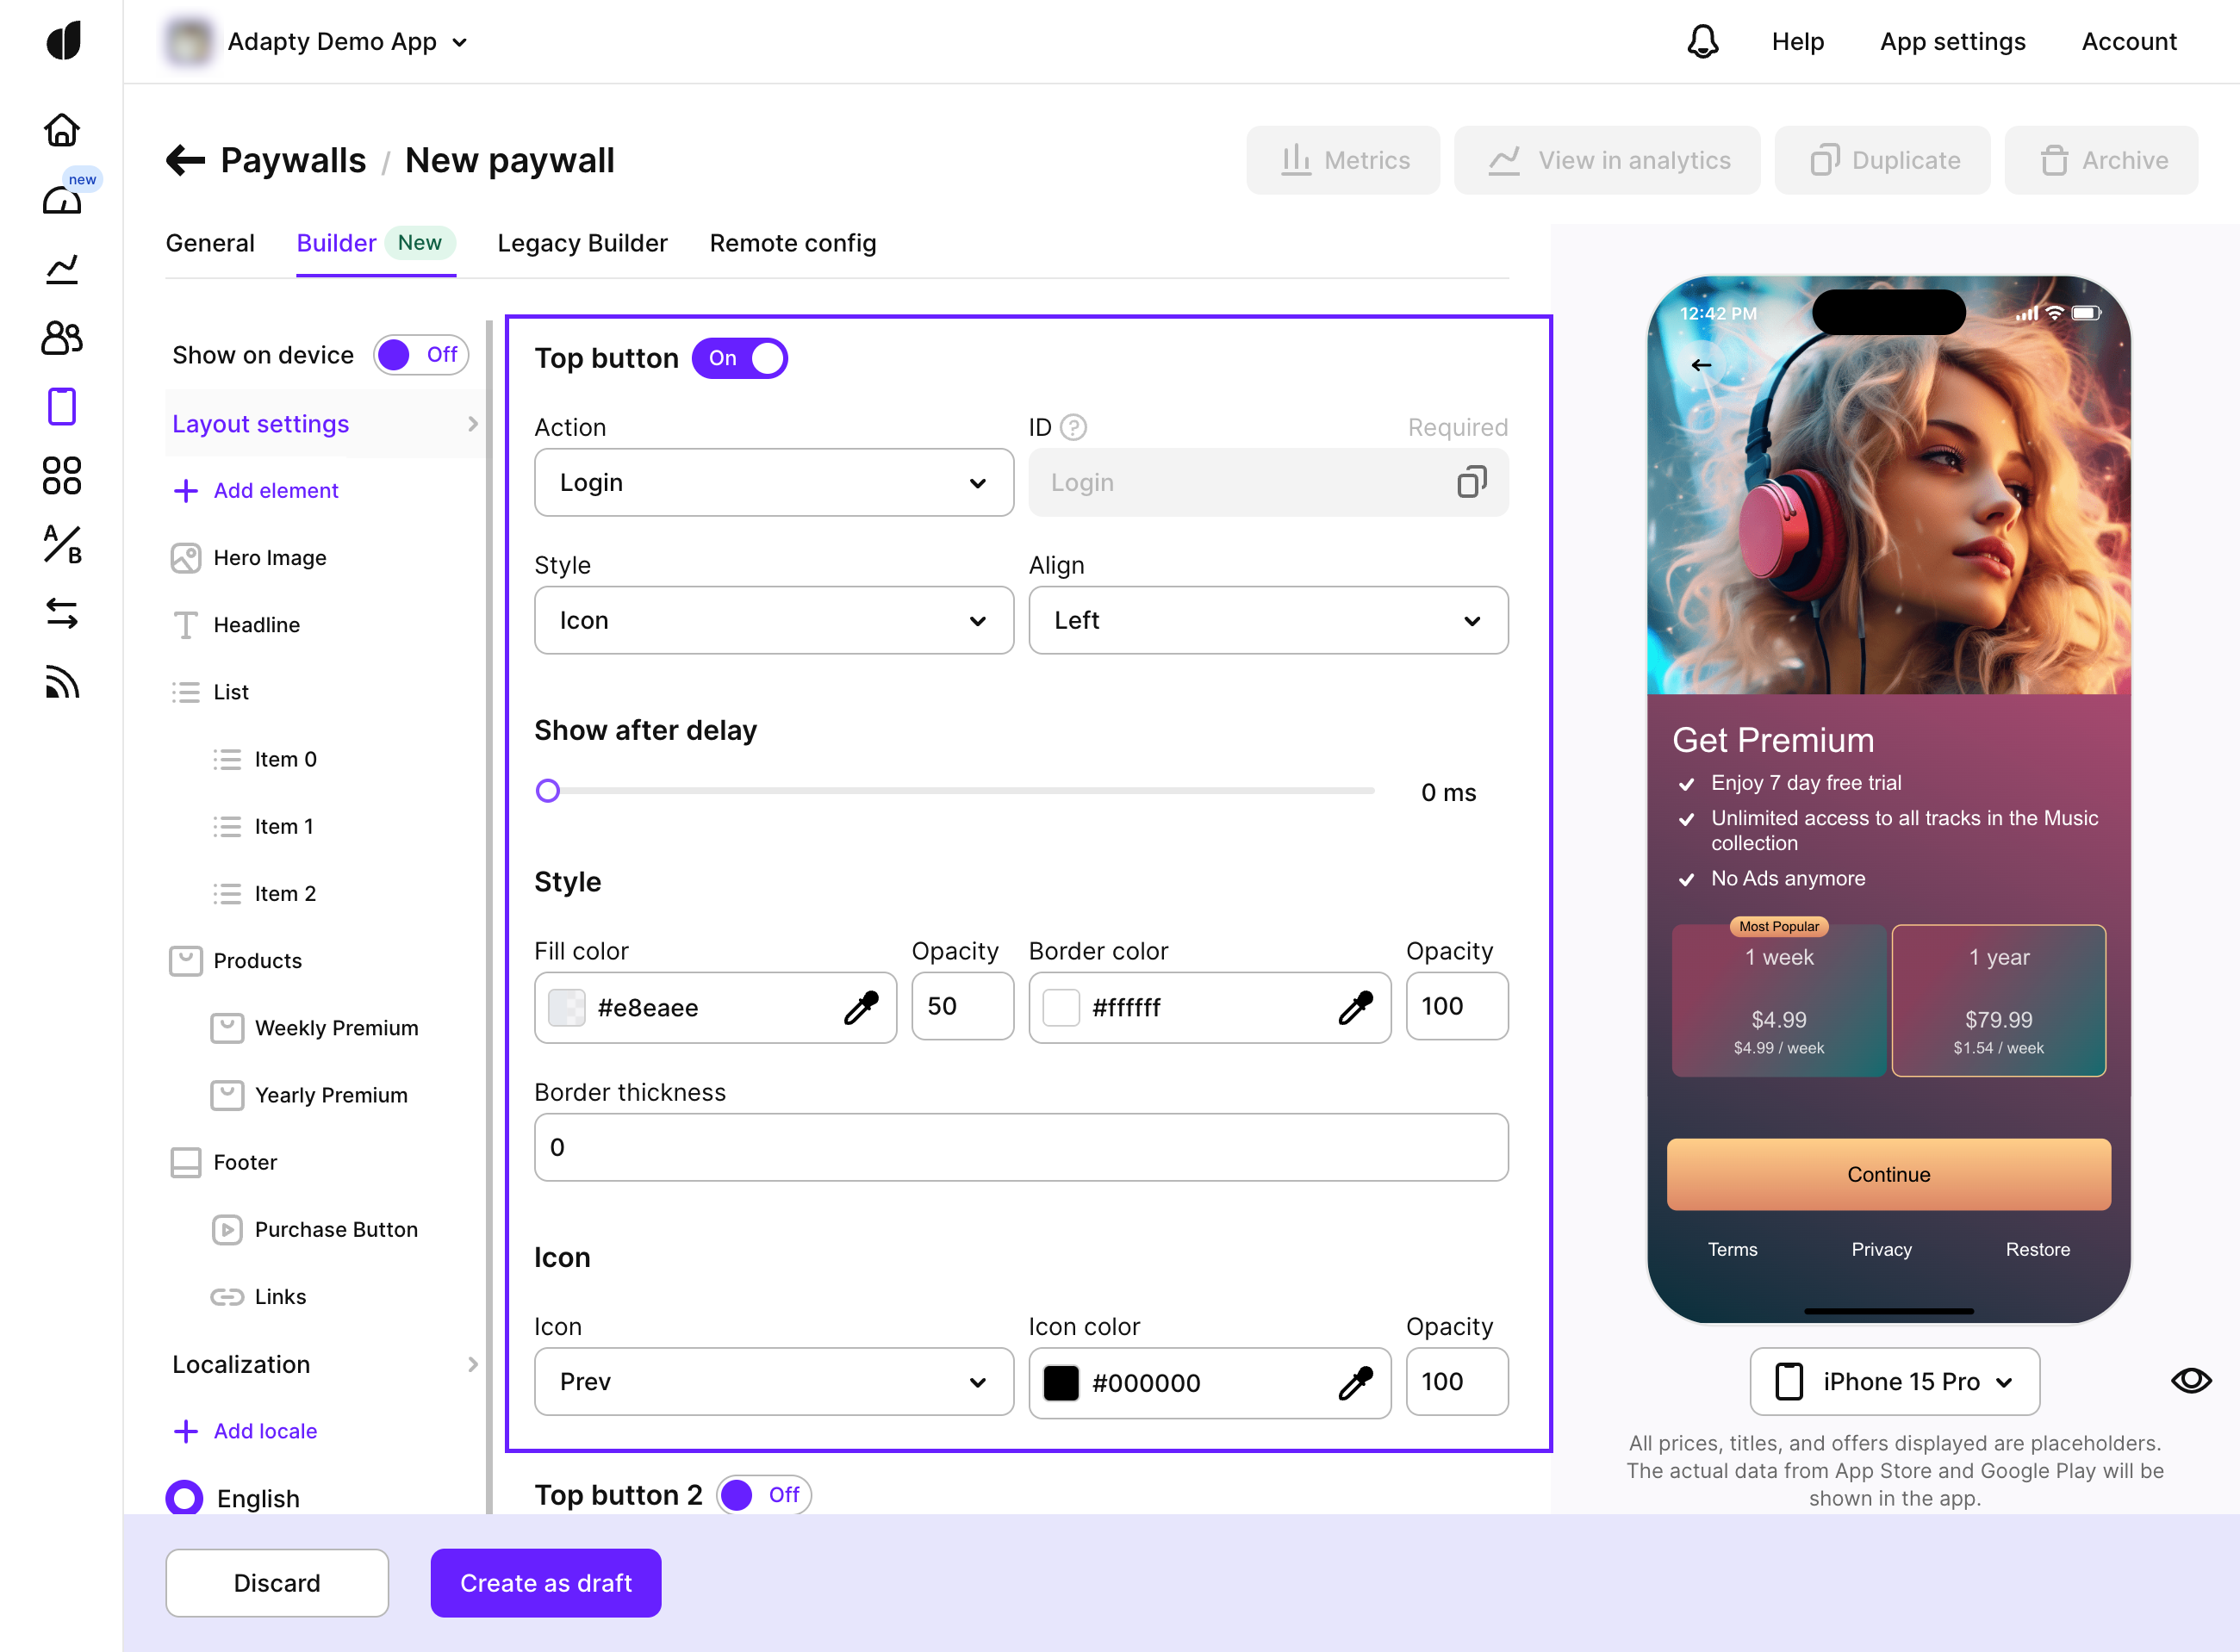 Adapty Demo App
Help
App settings
Account
new
Paywalls / New paywall
Metrics
View in analytics
Duplicate
Archive
General
Builder New
Legacy Builder
Remote config
Show on device Off
Layout settings
Add element
Hero Image
Headline
List
Item 0
Item 1
Item 2
Products
Weekly Premium
Yearly Premium
Footer
Purchase Button
Links
Localization
Add locale
English
Top button On
Action
Login
ID ? Required
Login
Style
Icon
Align
Left
Show after delay
0 ms
Style
Fill color
#e8eaee
Opacity
50
Border color
#ffffff
Opacity
100
Border thickness
0
Icon
Icon
Prev
Icon color
#000000
Opacity
100
Top button 2 Off
12:42 PM
Get Premium
Enjoy 7 day free trial
Unlimited access to all tracks in the Music
collection
No Ads anymore
Most Popular
1 week
$4.99
$4.99 / week
1 year
$79.99
$1.54 / week
Continue
Terms
Privacy
Restore
iPhone 15 Pro
All prices, titles, and offers displayed are placeholders.
The actual data from App Store and Google Play will be
shown in the app.
Discard
Create as draft
A/B